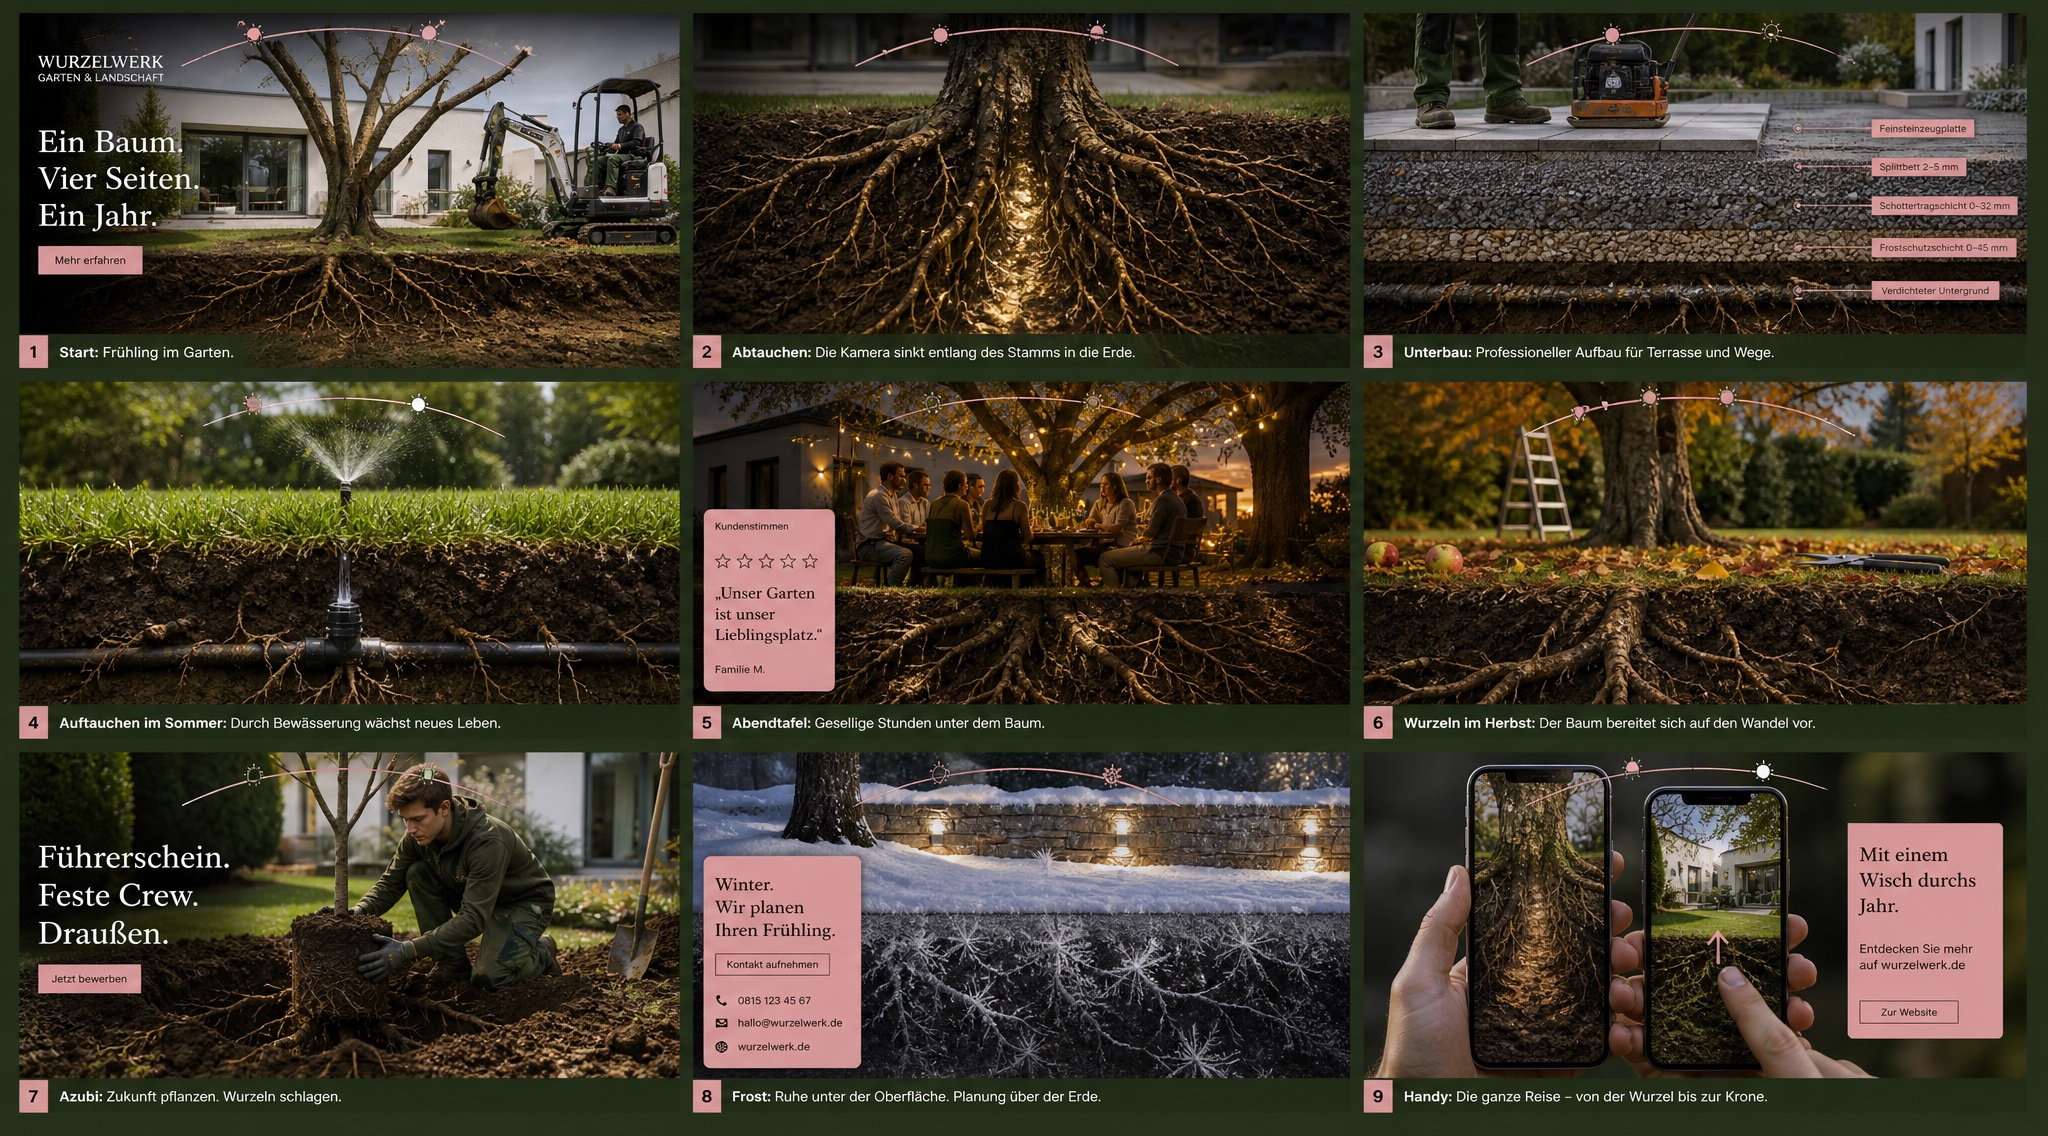 WURZELWERK
GARTEN & LANDSCHAFT
Ein Baum.
Vier Seiten.
Ein Jahr.
Mehr erfahren
1 Start: Frühling im Garten.
2 Abtauchen: Die Kamera sinkt entlang des Stamms in die Erde.
Feinsteinzeugplatte
Splittbett 2–5 mm
Schottertragschicht 0–32 mm
Frostschutzschicht 0–45 mm
Verdichteter Untergrund
3 Unterbau: Professioneller Aufbau für Terrasse und Wege.
4 Auftauchen im Sommer: Durch Bewässerung wächst neues Leben.
Kundenstimmen
„Unser Garten
ist unser
Lieblingsplatz.“
Familie M.
5 Abendtafel: Gesellige Stunden unter dem Baum.
6 Wurzeln im Herbst: Der Baum bereitet sich auf den Wandel vor.
Führerschein.
Feste Crew.
Draußen.
Jetzt bewerben
7 Azubi: Zukunft pflanzen. Wurzeln schlagen.
Winter.
Wir planen
Ihren Frühling.
Kontakt aufnehmen
0815 123 45 67
hallo@wurzelwerk.de
wurzelwerk.de
8 Frost: Ruhe unter der Oberfläche. Planung über der Erde.
Mit einem
Wisch durchs
Jahr.
Entdecken Sie mehr
auf wurzelwerk.de
Zur Website
9 Handy: Die ganze Reise – von der Wurzel bis zur Krone.